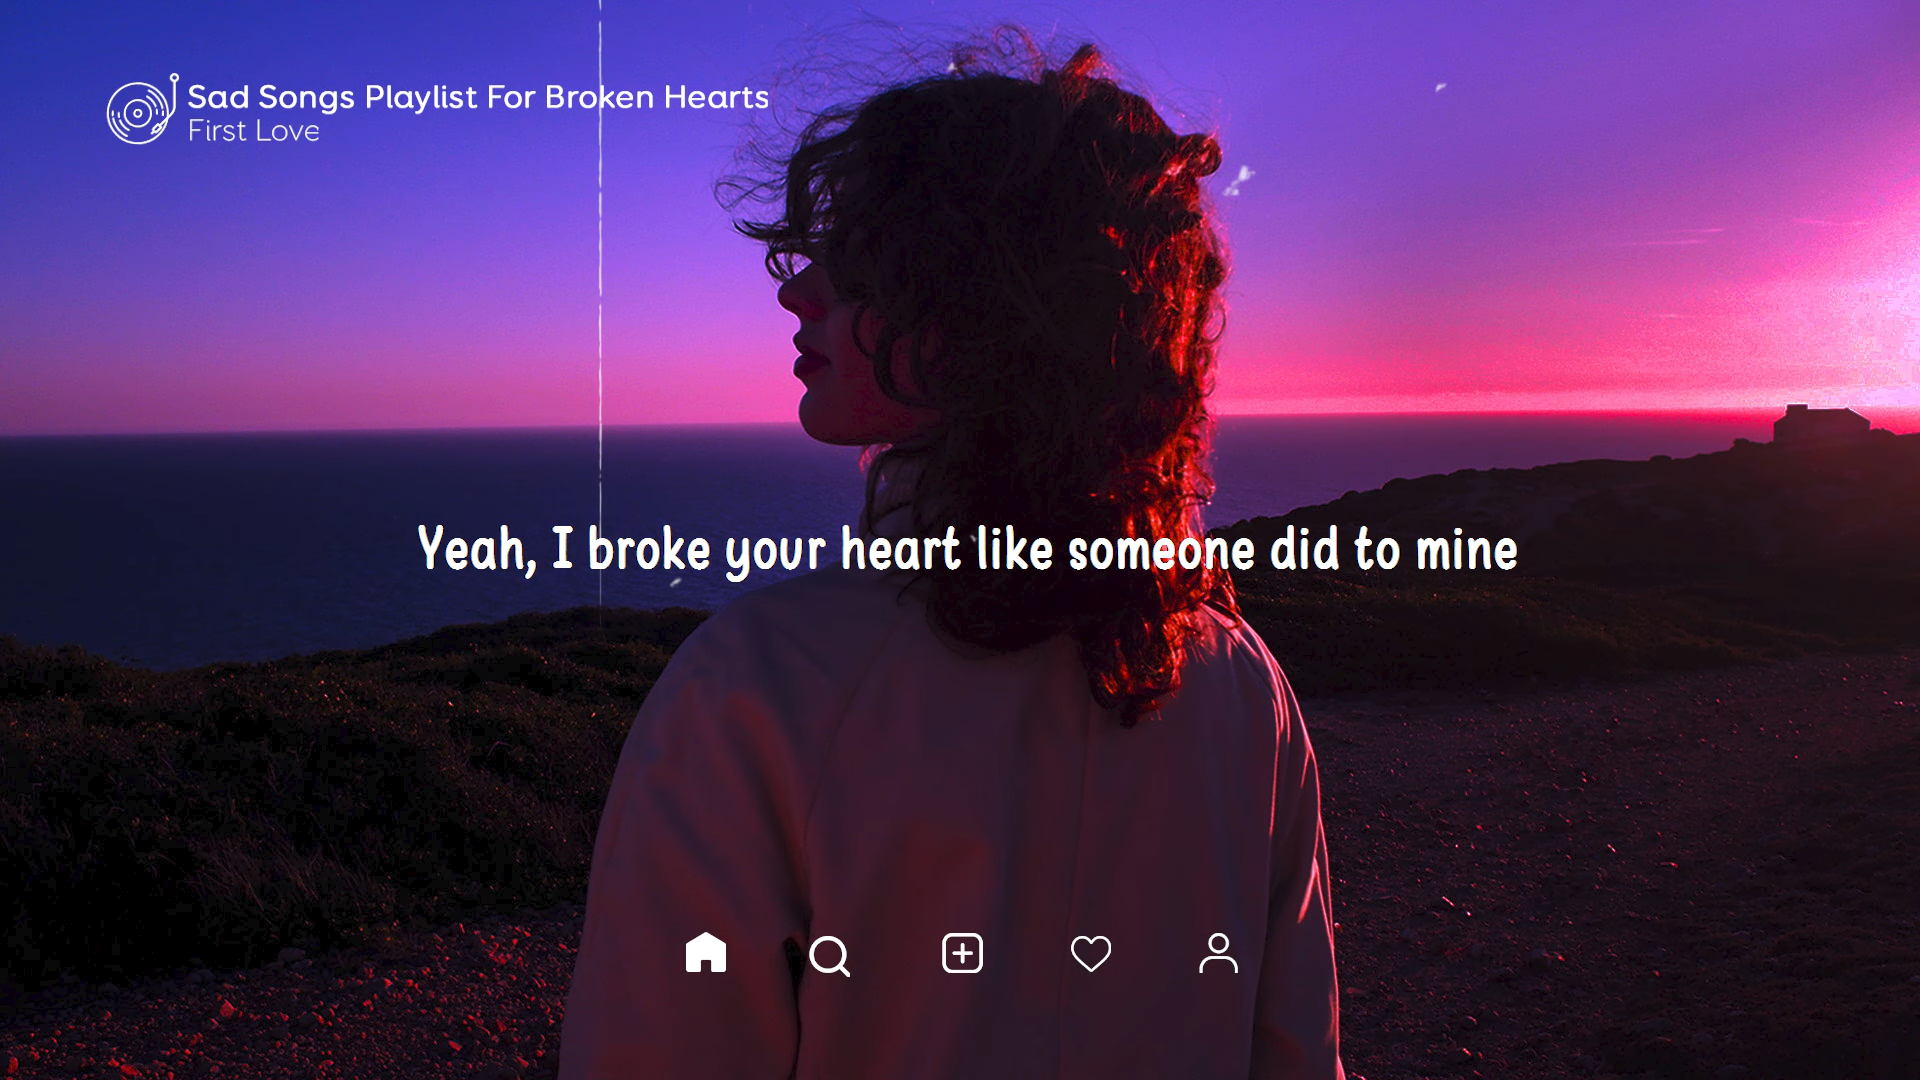 Sad Songs Playlist For Broken Hearts
First Love
Yeah, I broke your heart like someone did to mine